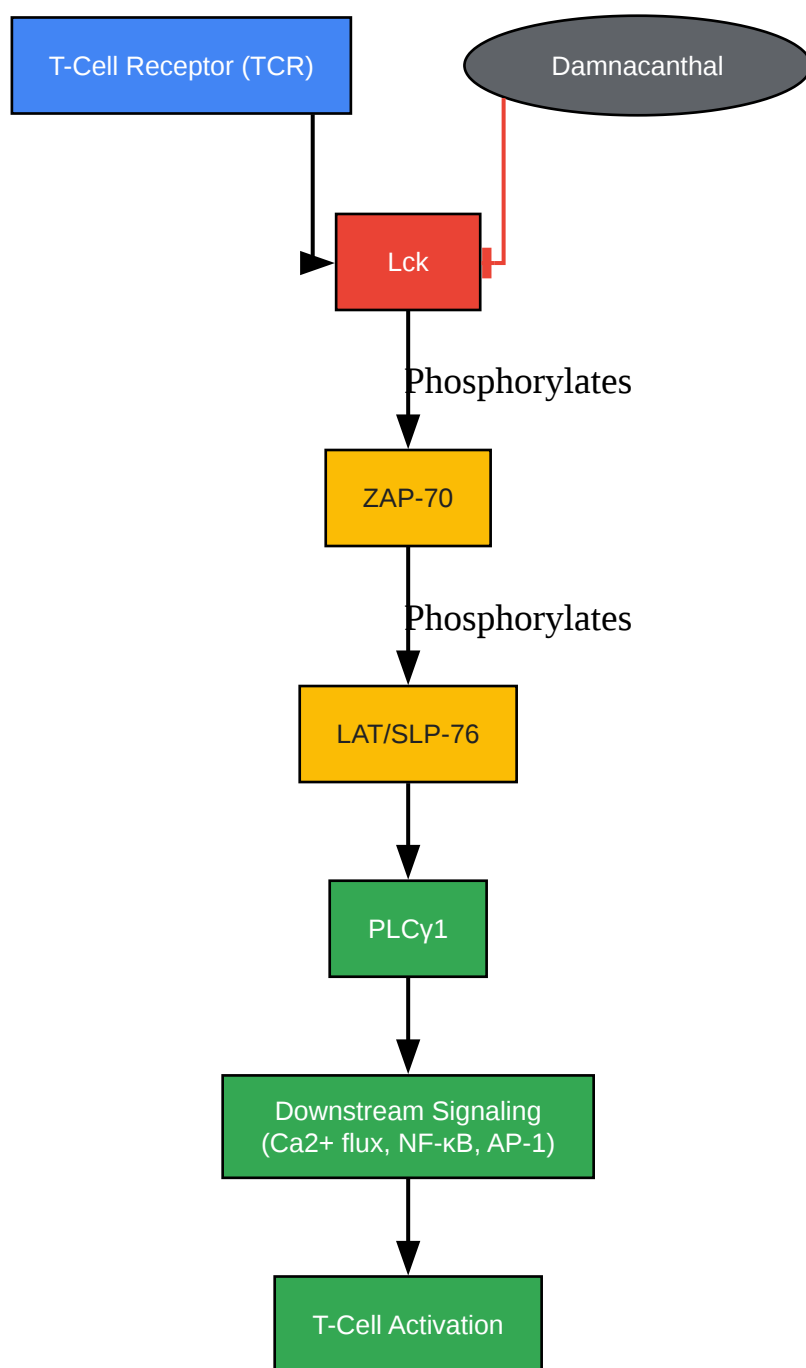 T-Cell Receptor (TCR)
Damnacanthal
Lck
Phosphorylates
ZAP-70
Phosphorylates
LAT/SLP-76
PLCγ1
Downstream Signaling
(Ca2+ flux, NF-κB, AP-1)
T-Cell Activation